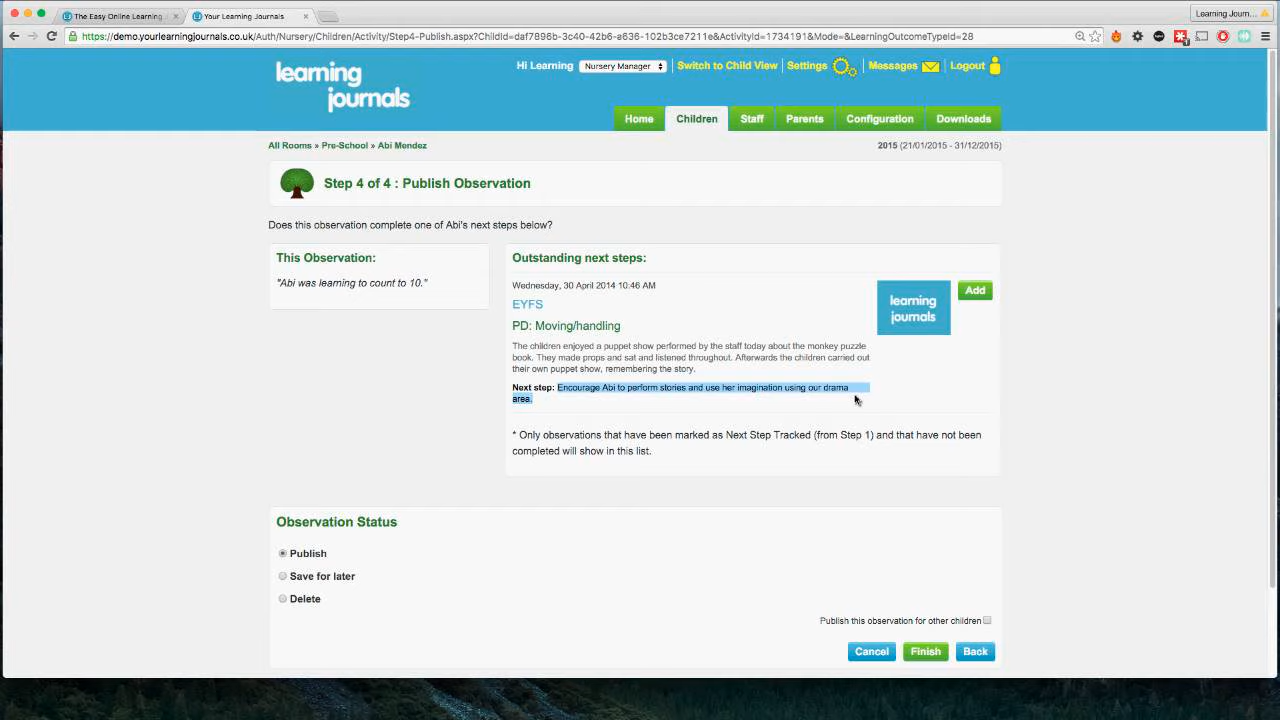 The Easy Online Learning
Your Learning Journals
Learning Journ...
https://demo.yourlearningjournals.co.uk/Auth/Nursery/Children/Activity/Step4-Publish.aspx?ChildId=daf7896b-3c40-42b6-a636-102b3ce7211e&ActivityId=1734191&Mode=&LearningOutcomeTypeId=28
learning
journals
Hi Learning Nursery Manager Switch to Child View Settings Messages Logout
Home Children Staff Parents Configuration Downloads
All Rooms » Pre-School » Abi Mendez
2015 (21/01/2015 - 31/12/2015)
Step 4 of 4 : Publish Observation
Does this observation complete one of Abi's next steps below?
This Observation:
"Abi was learning to count to 10."
Outstanding next steps:
Wednesday, 30 April 2014 10:46 AM
EYFS
PD: Moving/handling
The children enjoyed a puppet show performed by the staff today about the monkey puzzle
book. They made props and sat and listened throughout. Afterwards the children carried out
their own puppet show, remembering the story.
Next step: Encourage Abi to perform stories and use her imagination using our drama
area.
learning
journals
Add
* Only observations that have been marked as Next Step Tracked (from Step 1) and that have not been
completed will show in this list.
Observation Status
Publish
Save for later
Delete
Publish this observation for other children
Cancel Finish Back